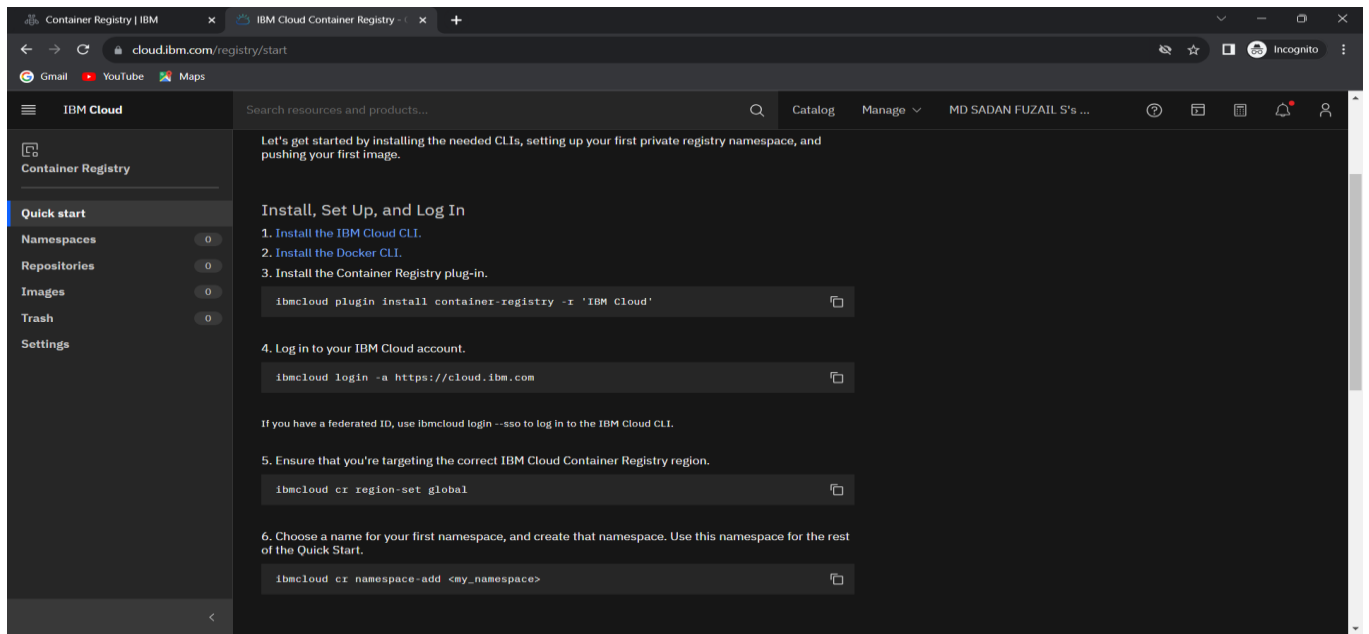 Container Registry | IBM
IBM Cloud Container Registry -
cloud.ibm.com/registry/start
Incognito
Gmail
YouTube
Maps
IBM Cloud
Search resources and products...
Catalog
Manage
MD SADAN FUZAIL S's ...
Container Registry
Quick start
Namespaces 0
Repositories 0
Images 0
Trash 0
Settings
Let's get started by installing the needed CLIs, setting up your first private registry namespace, and
pushing your first image.
Install, Set Up, and Log In
1. Install the IBM Cloud CLI.
2. Install the Docker CLI.
3. Install the Container Registry plug-in.
ibmcloud plugin install container-registry -r 'IBM Cloud'
4. Log in to your IBM Cloud account.
ibmcloud login -a https://cloud.ibm.com
If you have a federated ID, use ibmcloud login --sso to log in to the IBM Cloud CLI.
5. Ensure that you're targeting the correct IBM Cloud Container Registry region.
ibmcloud cr region-set global
6. Choose a name for your first namespace, and create that namespace. Use this namespace for the rest
of the Quick Start.
ibmcloud cr namespace-add <my_namespace>